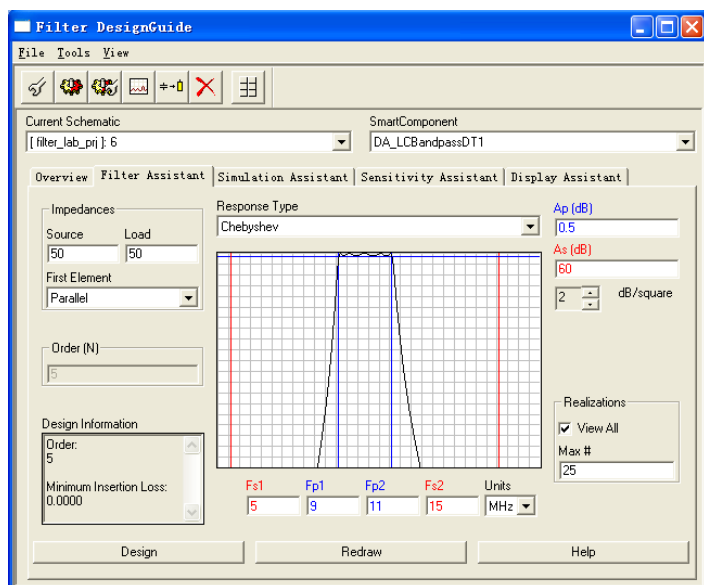 Filter DesignGuide
File Tools View
Current Schematic
SmartComponent
[ filter_lab_prj ]: 6
DA_LCBandpassDT1
Overview Filter Assistant Simulation Assistant Sensitivity Assistant Display Assistant
Impedances
Source Load
50 50
First Element
Parallel
Order (N)
5
Design Information
Order:
5
Minimum Insertion Loss:
0.0000
Response Type
Chebyshev
Fs1 Fp1 Fp2 Fs2 Units
5 9 11 15 MHz
Ap (dB)
0.5
As (dB)
60
2 dB/square
Realizations
View All
Max #
25
Design Redraw Help